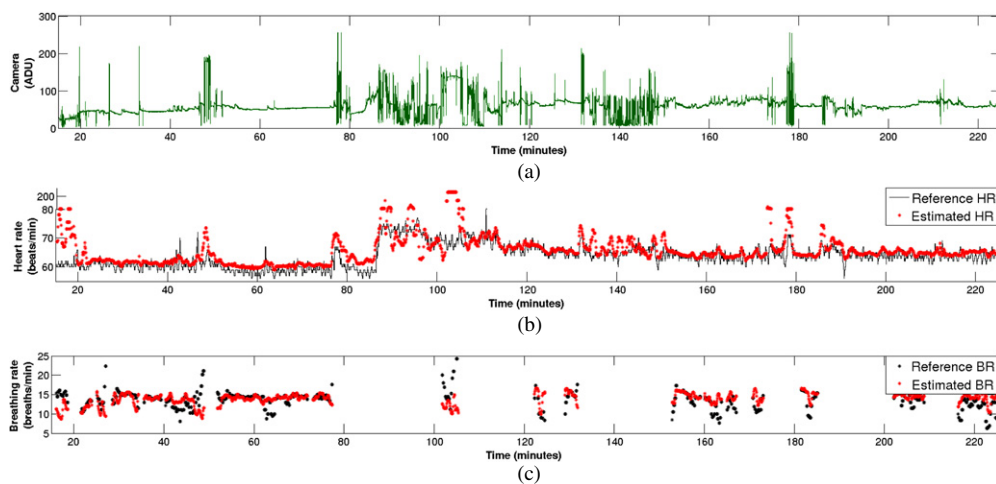 300
200
100
0
Camera
(ADU)
20 40 60 80 100 120 140 160 180 200 220
Time (minutes)
(a)
200
80
70
60
Heart rate
(beats/min)
Reference HR
Estimated HR
20 40 60 80 100 120 140 160 180 200 220
Time (minutes)
(b)
25
20
15
10
Breathing rate
(breaths/min)
Reference BR
Estimated BR
20 40 60 80 100 120 140 160 180 200 220
Time (minutes)
(c)